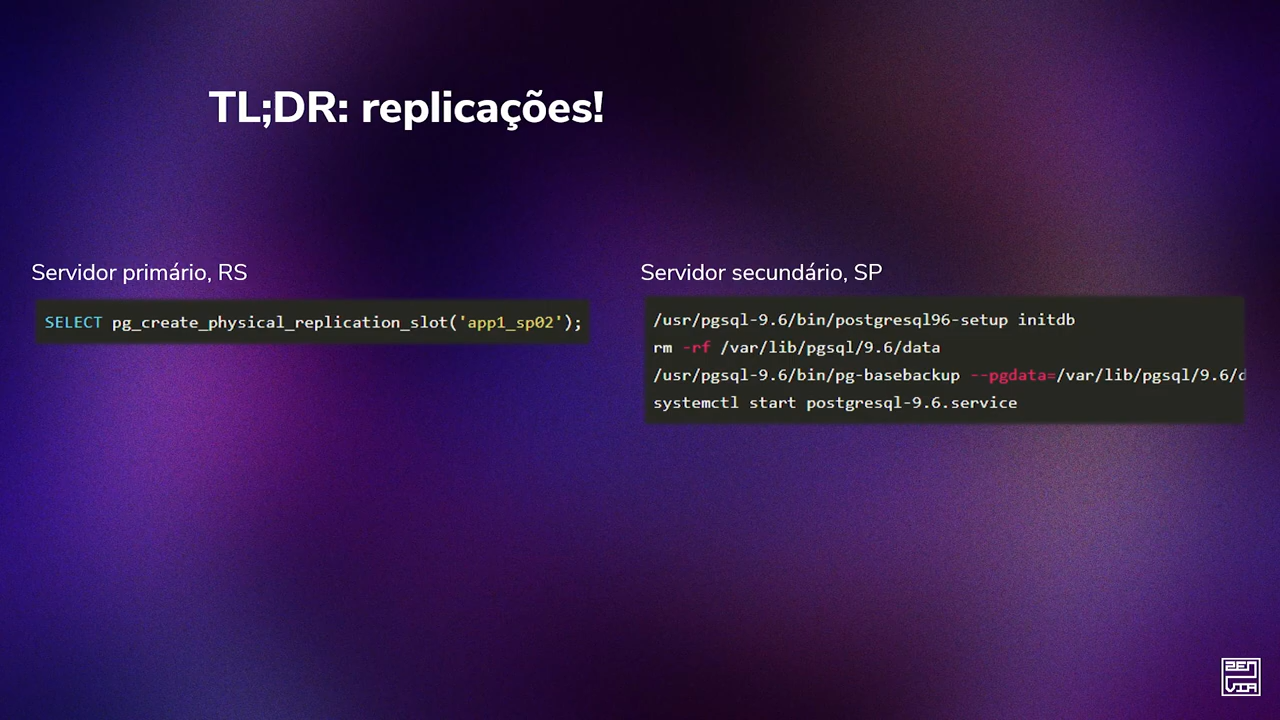 TL;DR: replicações!
Servidor primário, RS
SELECT pg_create_physical_replication_slot('app1_sp02');
Servidor secundário, SP
/usr/pgsql-9.6/bin/postgresql96-setup initdb
rm -rf /var/lib/pgsql/9.6/data
/usr/pgsql-9.6/bin/pg-basebackup --pgdata=/var/lib/pgsql/9.6/d
systemctl start postgresql-9.6.service
ZENVIA